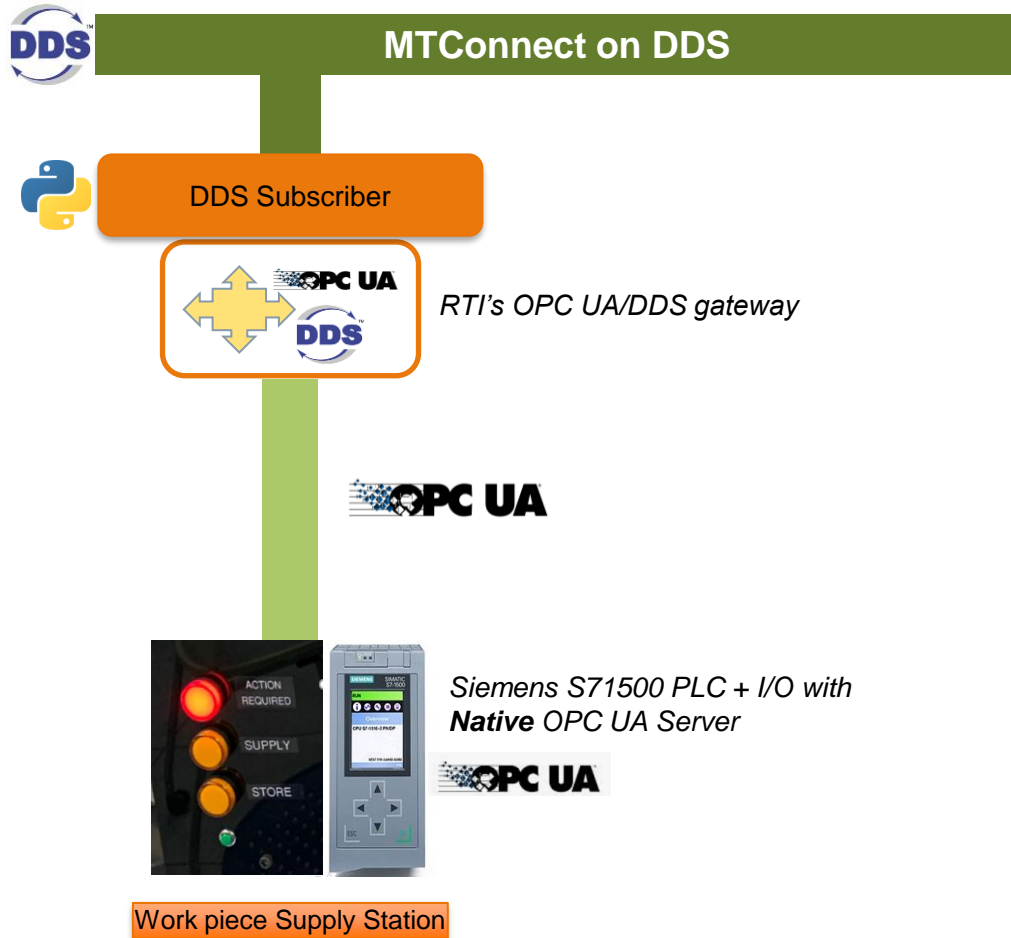 DDS
TM
MTConnect on DDS
DDS Subscriber
OPC UA
DDS
RTI's OPC UA/DDS gateway
OPC UA
ACTION
REQUIRED
SUPPLY
STORE
SIEMENS
SIMATIC
S7-1500
RUN
Overview
ESC
Siemens S71500 PLC + I/O with
Native OPC UA Server
OPC UA
Work piece Supply Station